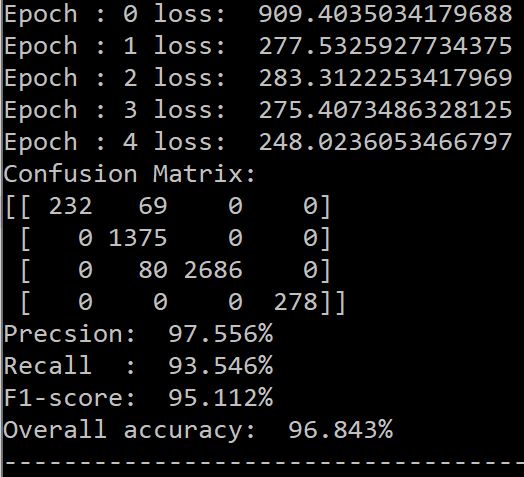 Epoch : 0 loss:  909.4035034179688
Epoch : 1 loss:  277.5325927734375
Epoch : 2 loss:  283.3122253417969
Epoch : 3 loss:  275.4073486328125
Epoch : 4 loss:  248.0236053466797
Confusion Matrix:
[[ 232   69    0    0]
 [   0 1375    0    0]
 [   0   80 2686    0]
 [   0    0    0  278]]
Precsion:  97.556%
Recall  :  93.546%
F1-score:  95.112%
Overall accuracy:  96.843%
----------------------------------